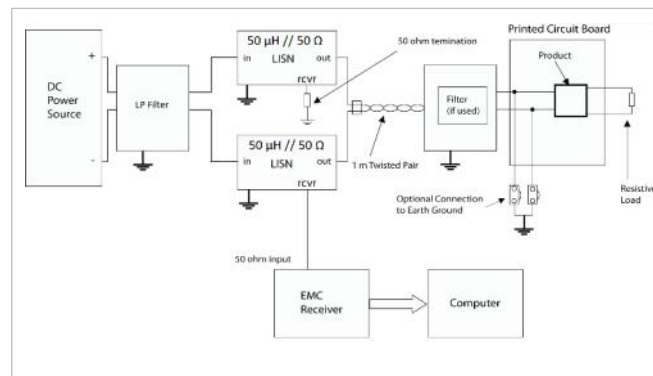 Printed Circuit Board
50 µH // 50 Ω
50 ohm temination
in
LISN
out
rcvr
Product
+
DC
Power
Source
-
LP Filter
Filter
(if used)
50 µH // 50 Ω
in
LISN
out
rcvr
1 m Twisted Pair
Optional Connection
to Earth Ground
Resistive
Load
50 ohm input
EMC
Receiver
Computer